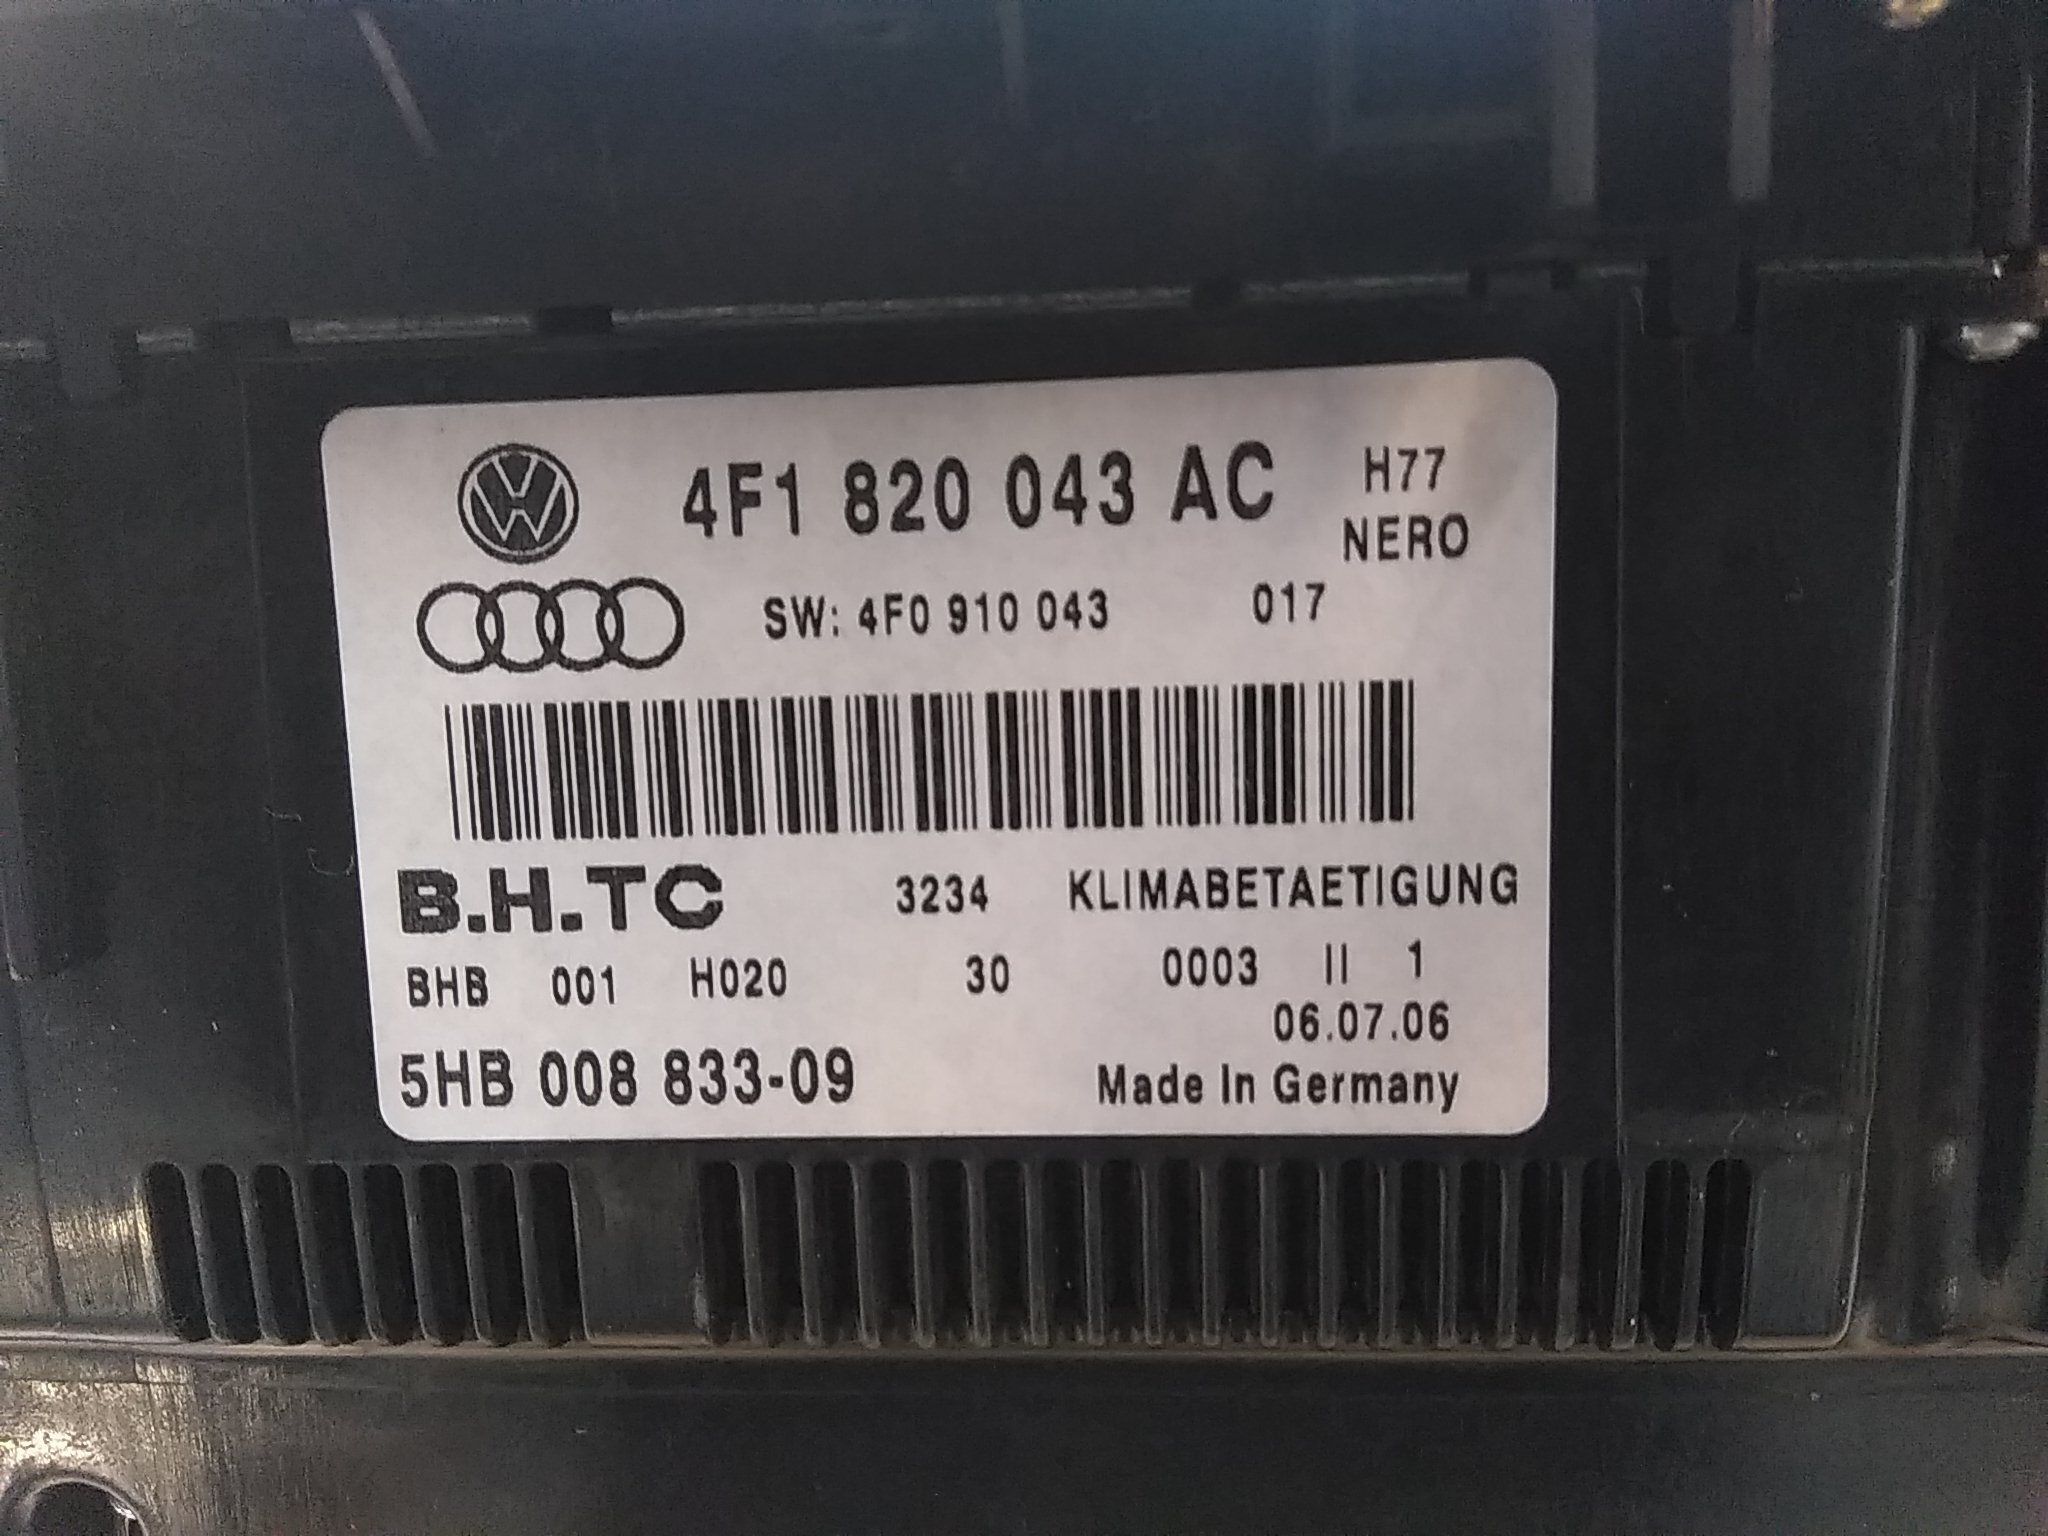 4F1 820 043 AC H77
NERO
SW: 4F0 910 043 017
B.H.TC 3234 KLIMABETAETIGUNG
BHB 001 H020 30 0003 II 1
06.07.06
5HB 008 833-09 Made In Germany